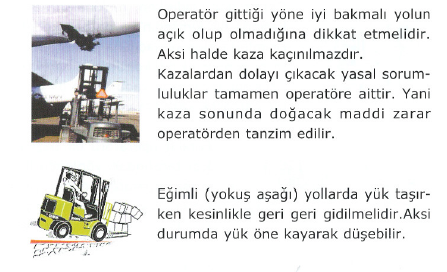 Operatör gittiği yöne iyi bakmalı yolun
açık olup olmadığına dikkat etmelidir.
Aksi halde kaza kaçınılmazdır.
Kazalardan dolayı çıkacak yasal sorum-
luluklar tamamen operatöre aittir. Yani
kaza sonunda doğacak maddi zarar
operatörden tanzim edilir.
Eğimli (yokuş aşağı) yollarda yük taşır-
ken kesinlikle geri geri gidilmelidir.Aksi
durumda yük öne kayarak düşebilir.